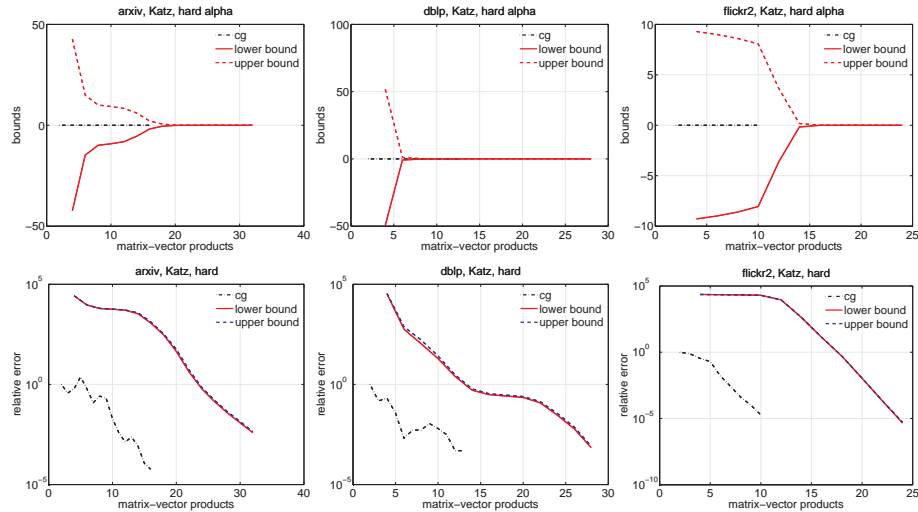 arxiv, Katz, hard alpha
50
0
−50
0
10
20
30
40
bounds
matrix−vector products
cg
lower bound
upper bound
dblp, Katz, hard alpha
100
50
0
−50
0
5
10
15
20
25
30
bounds
matrix−vector products
cg
lower bound
upper bound
flickr2, Katz, hard alpha
10
5
0
−5
−10
0
5
10
15
20
25
bounds
matrix−vector products
cg
lower bound
upper bound
arxiv, Katz, hard
10^5
10^0
10^−5
0
10
20
30
40
relative error
matrix−vector products
cg
lower bound
upper bound
dblp, Katz, hard
10^5
10^0
10^−5
0
5
10
15
20
25
30
relative error
matrix−vector products
cg
lower bound
upper bound
flickr2, Katz, hard
10^5
10^0
10^−5
10^−10
0
5
10
15
20
25
relative error
matrix−vector products
cg
lower bound
upper bound